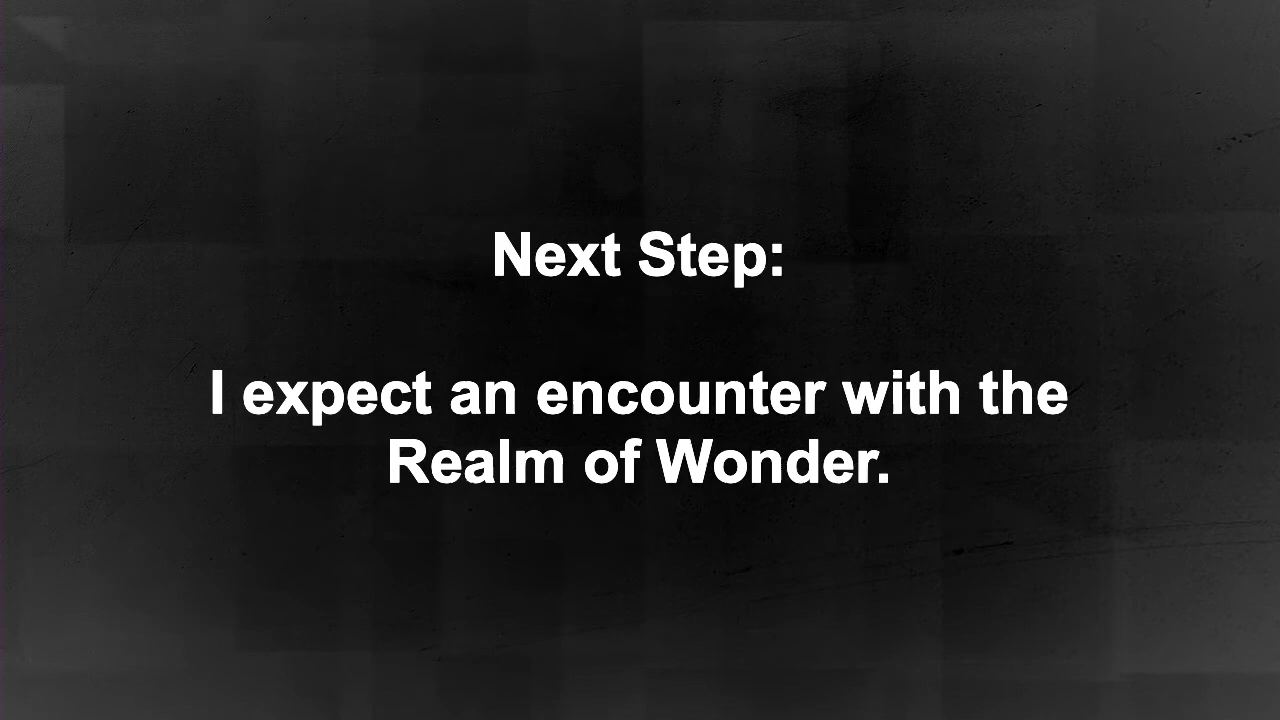 Next Step:
I expect an encounter with the
Realm of Wonder.